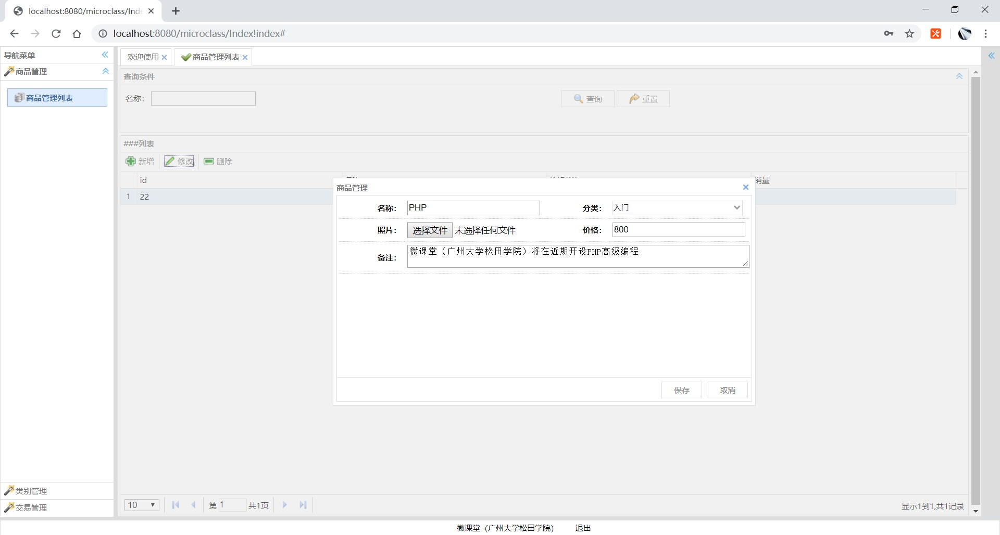 localhost:8080/microclass/Inde
localhost:8080/microclass/Index!index#
导航菜单
商品管理
商品管理列表
类别管理
交易管理
欢迎使用
商品管理列表
查询条件
名称：
查询
重置
###列表
新增
修改
删除
id
销量
1 22
商品管理
名称： PHP
分类： 入门
照片： 选择文件 未选择任何文件
价格： 800
备注： 微课堂（广州大学松田学院）将在近期开设PHP高级编程
保存
取消
10
第 1 共1页
显示1到1,共1记录
微课堂（广州大学松田学院） 退出